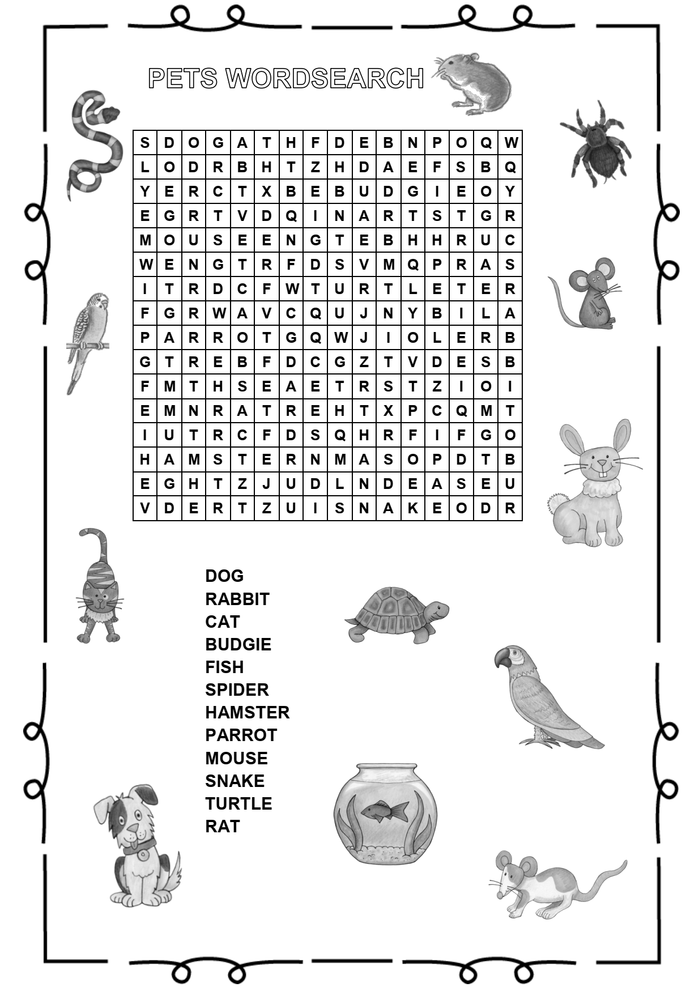 PETS WORDSEARCH
S D O G A T H F D E B N P O Q W
L O D R B H T Z H D A E F S B Q
Y E R C T X B E B U D G I E O Y
E G R T V D Q I N A R T S T G R
M O U S E E N G T E B H H R U C
W E N G T R F D S V M Q P R A S
I T R D C F W T U R T L E T E R
F G R W A V C Q U J N Y B I L A
P A R R O T G Q W J I O L E R B
G T R E B F D C G Z T V D E S B
F M T H S E A E T R S T Z I O I
E M N R A T R E H T X P C Q M T
I U T R C F D S Q H R F I F G O
H A M S T E R N M A S O P D T B
E G H T Z J U D L N D E A S E U
V D E R T Z U I S N A K E O D R
DOG
RABBIT
CAT
BUDGIE
FISH
SPIDER
HAMSTER
PARROT
MOUSE
SNAKE
TURTLE
RAT